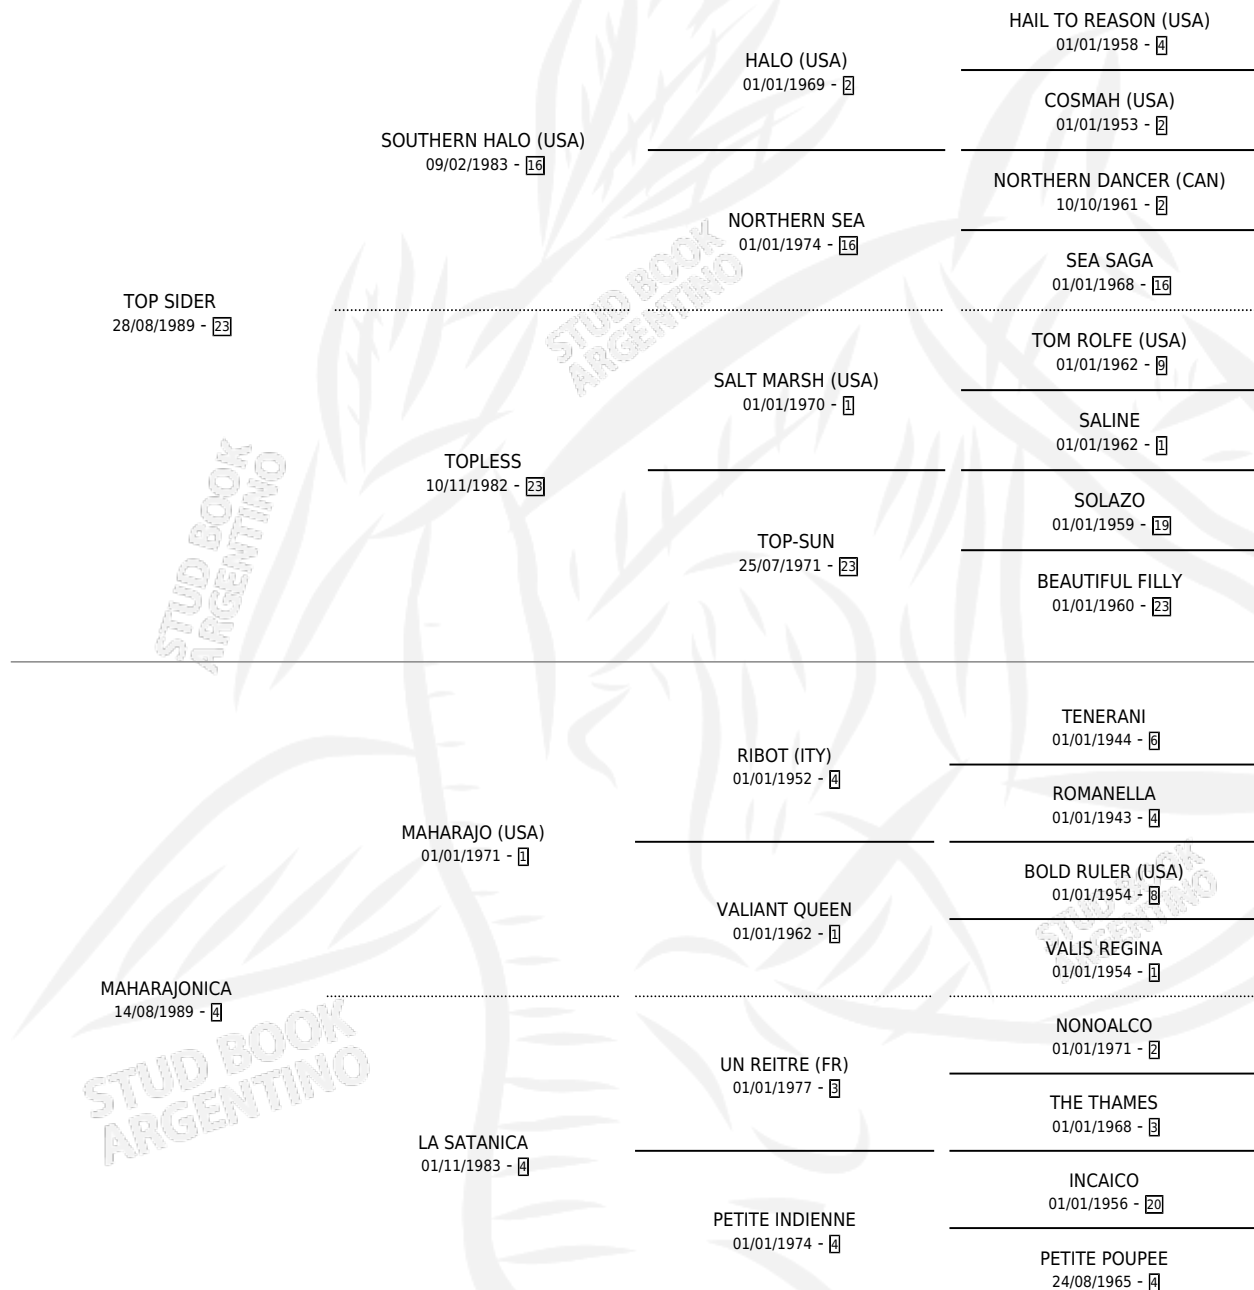 HAIL TO REASON (USA)
01/01/1958 - 4
HALO (USA)
01/01/1969 - 2
COSMAH (USA)
01/01/1953 - 2
SOUTHERN HALO (USA)
09/02/1983 - 16
NORTHERN DANCER (CAN)
10/10/1961 - 2
NORTHERN SEA
01/01/1974 - 16
SEA SAGA
01/01/1968 - 16
TOP SIDER
28/08/1989 - 23
STUD BOOK
ARGENTINO
TOM ROLFE (USA)
01/01/1962 - 9
SALT MARSH (USA)
01/01/1970 - 1
SALINE
01/01/1962 - 1
TOPLESS
10/11/1982 - 23
SOLAZO
01/01/1959 - 19
TOP-SUN
25/07/1971 - 23
BEAUTIFUL FILLY
01/01/1960 - 23
STUD BOOK
ARGENTINO
TENERANI
01/01/1944 - 6
RIBOT (ITY)
01/01/1952 - 4
ROMANELLA
01/01/1943 - 4
MAHARAJO (USA)
01/01/1971 - 1
BOLD RULER (USA)
01/01/1954 - 8
VALIANT QUEEN
01/01/1962 - 1
VALIS REGINA
01/01/1954 - 1
STUD BOOK
ARGENTINO
MAHARAJONICA
14/08/1989 - 4
STUD BOOK
ARGENTINO
NONOALCO
01/01/1971 - 2
UN REITRE (FR)
01/01/1977 - 3
THE THAMES
01/01/1968 - 3
LA SATANICA
01/11/1983 - 4
INCAICO
01/01/1956 - 20
PETITE INDIENNE
01/01/1974 - 4
PETITE POUPEE
24/08/1965 - 4